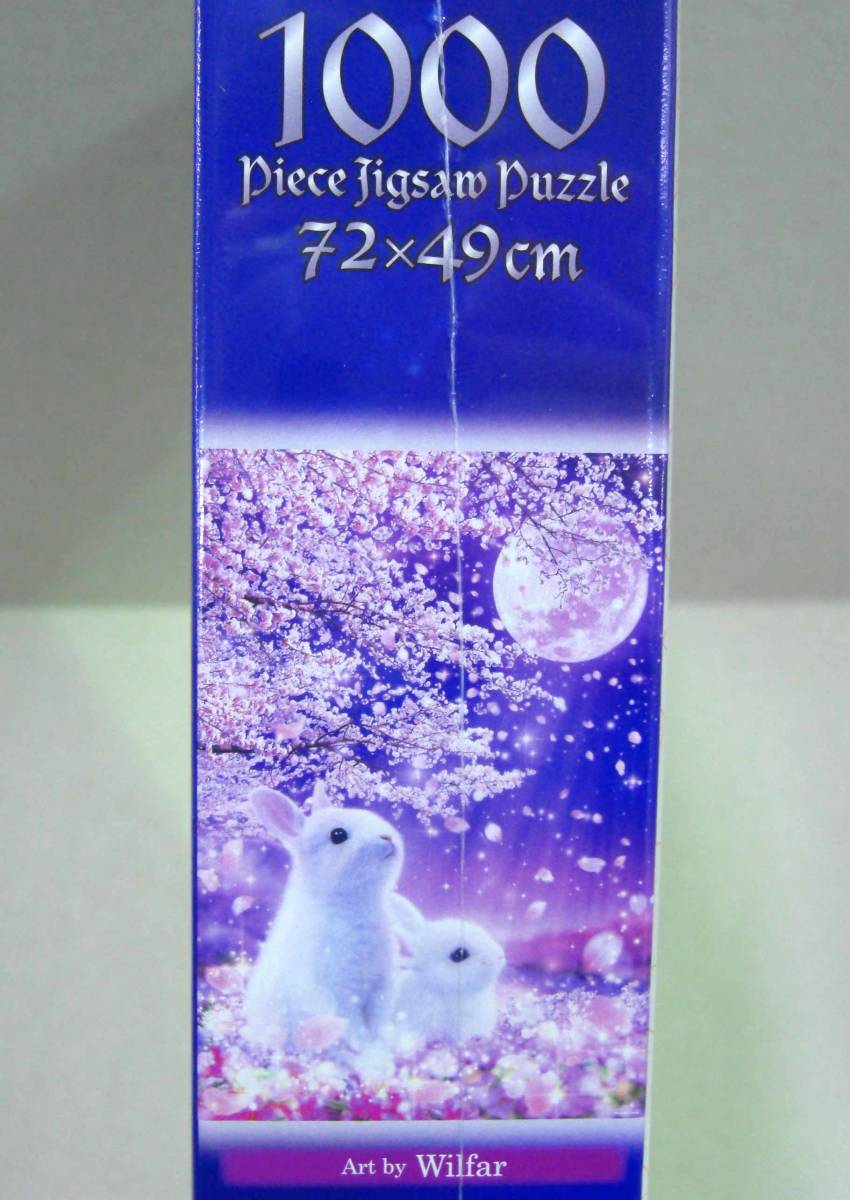 1000
Piece Jigsaw Puzzle
72×49cm
Art by Wilfar